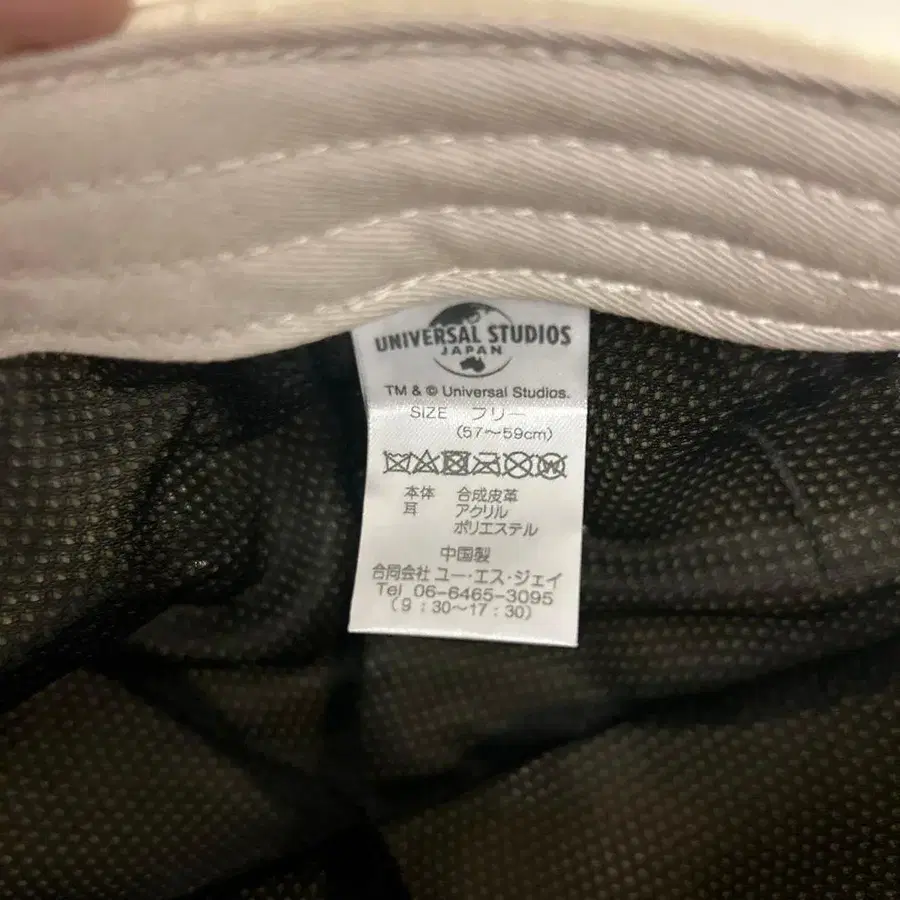 UNIVERSAL STUDIOS
JAPAN
TM & © Universal Studios.
SIZE フリー
(57～59cm)
本体 合成皮革
耳 アクリル
ポリエステル
中国製
合同会社 ユー・エス・ジェイ
Tel 06-6465-3095
(9:30～17:30)